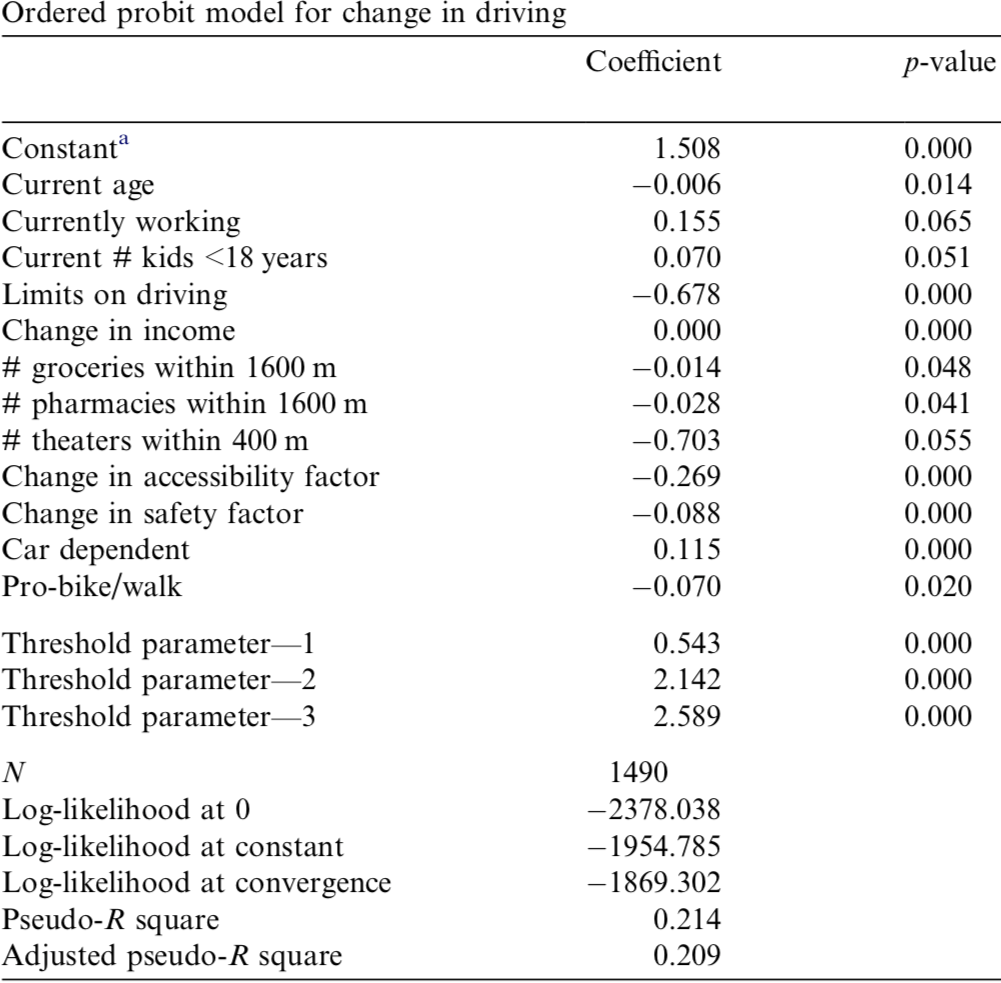 Ordered probit model for change in driving
Coefficient p-value
Constantᵃ 1.508 0.000
Current age −0.006 0.014
Currently working 0.155 0.065
Current # kids <18 years 0.070 0.051
Limits on driving −0.678 0.000
Change in income 0.000 0.000
# groceries within 1600 m −0.014 0.048
# pharmacies within 1600 m −0.028 0.041
# theaters within 400 m −0.703 0.055
Change in accessibility factor −0.269 0.000
Change in safety factor −0.088 0.000
Car dependent 0.115 0.000
Pro-bike/walk −0.070 0.020
Threshold parameter—1 0.543 0.000
Threshold parameter—2 2.142 0.000
Threshold parameter—3 2.589 0.000
N 1490
Log-likelihood at 0 −2378.038
Log-likelihood at constant −1954.785
Log-likelihood at convergence −1869.302
Pseudo-R square 0.214
Adjusted pseudo-R square 0.209